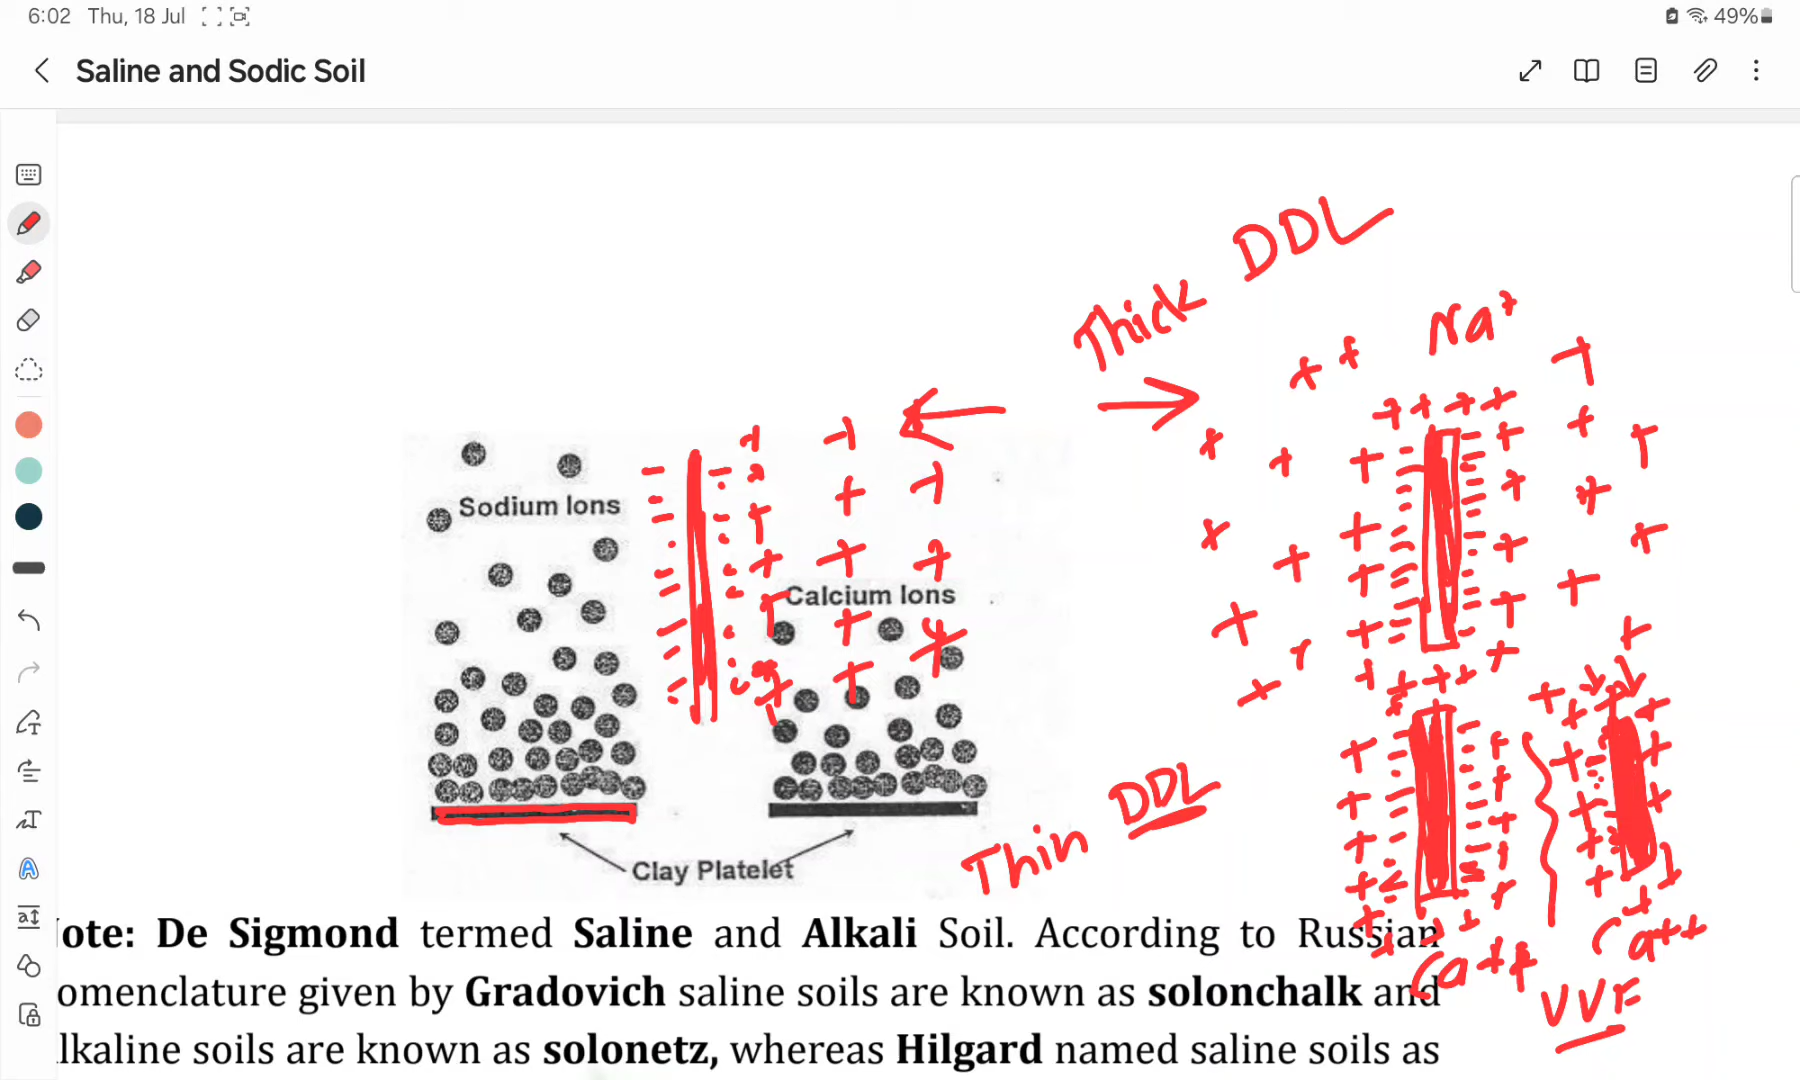 6:02 Thu, 18 Jul 49%
Saline and Sodic Soil
Thick DDL
Na+
Sodium Ions
Calcium Ions
Thin DDL
Clay Platelet
Ca++
Ca++
VVF
ote: De Sigmond termed Saline and Alkali Soil. According to Russian
omenclature given by Gradovich saline soils are known as solonchalk and
lkaline soils are known as solonetz, whereas Hilgard named saline soils as